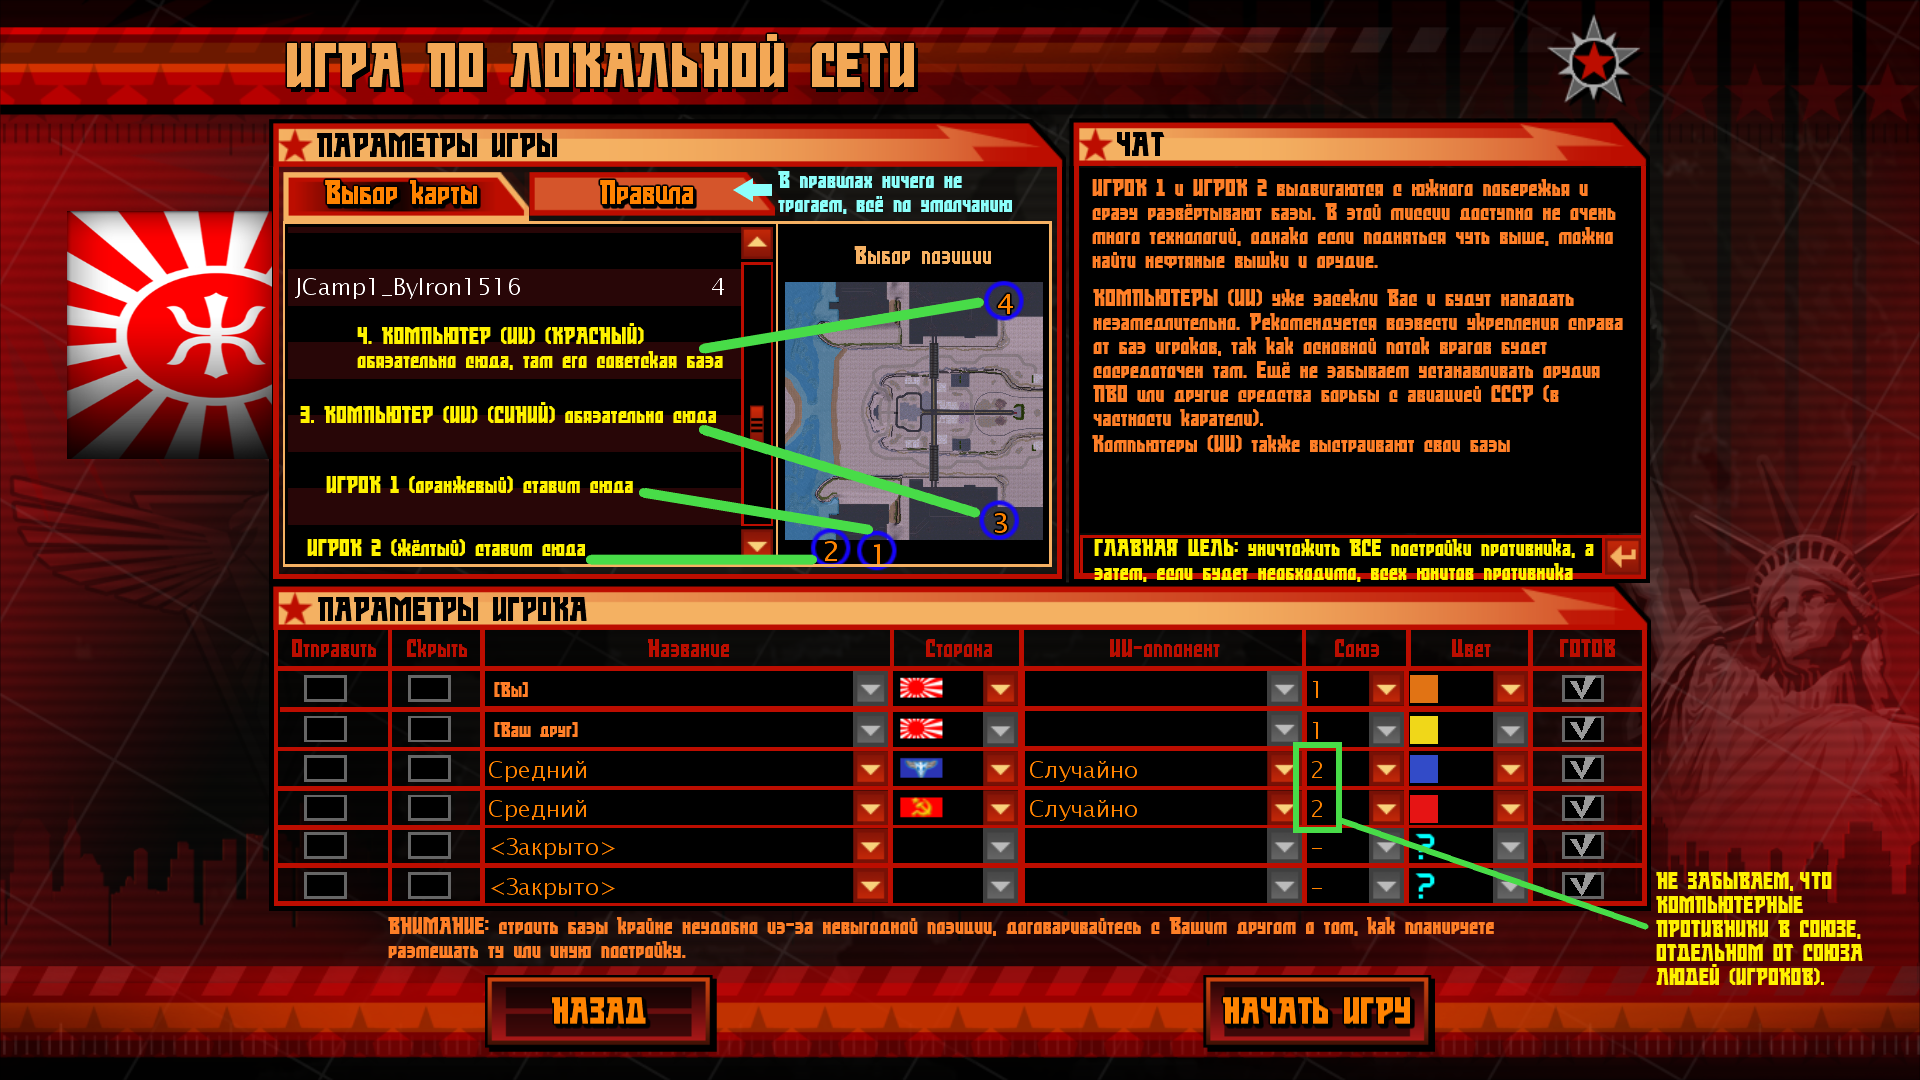 ИГРА ПО ЛОКАЛЬНОЙ СЕТИ
ПАРАМЕТРЫ ИГРЫ
Выбор карты
Правила
В правилах ничего не
трогаем, всё по умолчанию
JCamp1_ByIron1516 4
4. КОМПЬЮТЕР (ИИ) (КРАСНЫЙ)
обязательно сюда, там его советская база
3. КОМПЬЮТЕР (ИИ) (СИНИЙ) обязательно сюда
ИГРОК 1 (оранжевый) ставим сюда
ИГРОК 2 (жёлтый) ставим сюда
Выбор позиции
4
3
2 1
ЧАТ
ИГРОК 1 и ИГРОК 2 выдвигаются с южного побережья и
сразу развёртывают базы. В этой миссии доступно не очень
много технологий, однако если подняться чуть выше, можно
найти нефтяные вышки и орудие.
КОМПЬЮТЕРЫ (ИИ) уже засекли Вас и будут нападать
незамедлительно. Рекомендуется возвести укрепления справа
от баз игроков, так как основной поток врагов будет
сосредоточен там. Ещё не забываем устанавливать орудия
ПВО или другие средства борьбы с авиацией СССР (в
частности каратели).
Компьютеры (ИИ) также выстраивают свои базы
ГЛАВНАЯ ЦЕЛЬ: уничтожить ВСЕ постройки противника, а
затем, если будет необходимо, всех юнитов противника
ПАРАМЕТРЫ ИГРОКА
Отправить Скрыть Название Сторона ИИ-оппонент Союз Цвет ГОТОВ
[Вы] 1
[Ваш друг] 1
Средний Случайно 2
Средний Случайно 2
<Закрыто> – ?
<Закрыто> – ?
НЕ ЗАБЫВАЕМ, ЧТО
КОМПЬЮТЕРНЫЕ
ПРОТИВНИКИ В СОЮЗЕ,
ОТДЕЛЬНОМ ОТ СОЮЗА
ЛЮДЕЙ (ИГРОКОВ).
ВНИМАНИЕ: строить базы крайне неудобно из-за невыгодной позиции, договаривайтесь с Вашим другом о том, как планируете
размещать ту или иную постройку.
НАЗАД
НАЧАТЬ ИГРУ